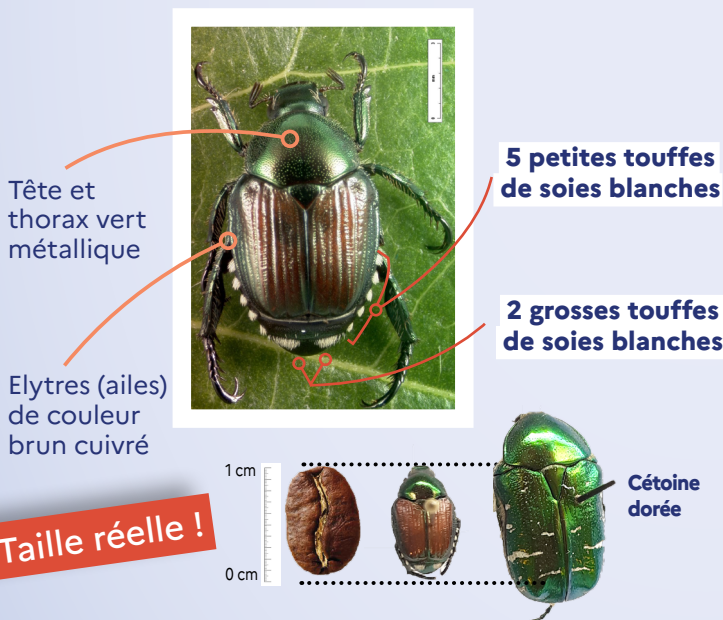 Tête et
thorax vert
métallique
Elytres (ailes)
de couleur
brun cuivré
5 petites touffes
de soies blanches
2 grosses touffes
de soies blanches
Taille réelle !
1 cm
0 cm
Cétoine
dorée